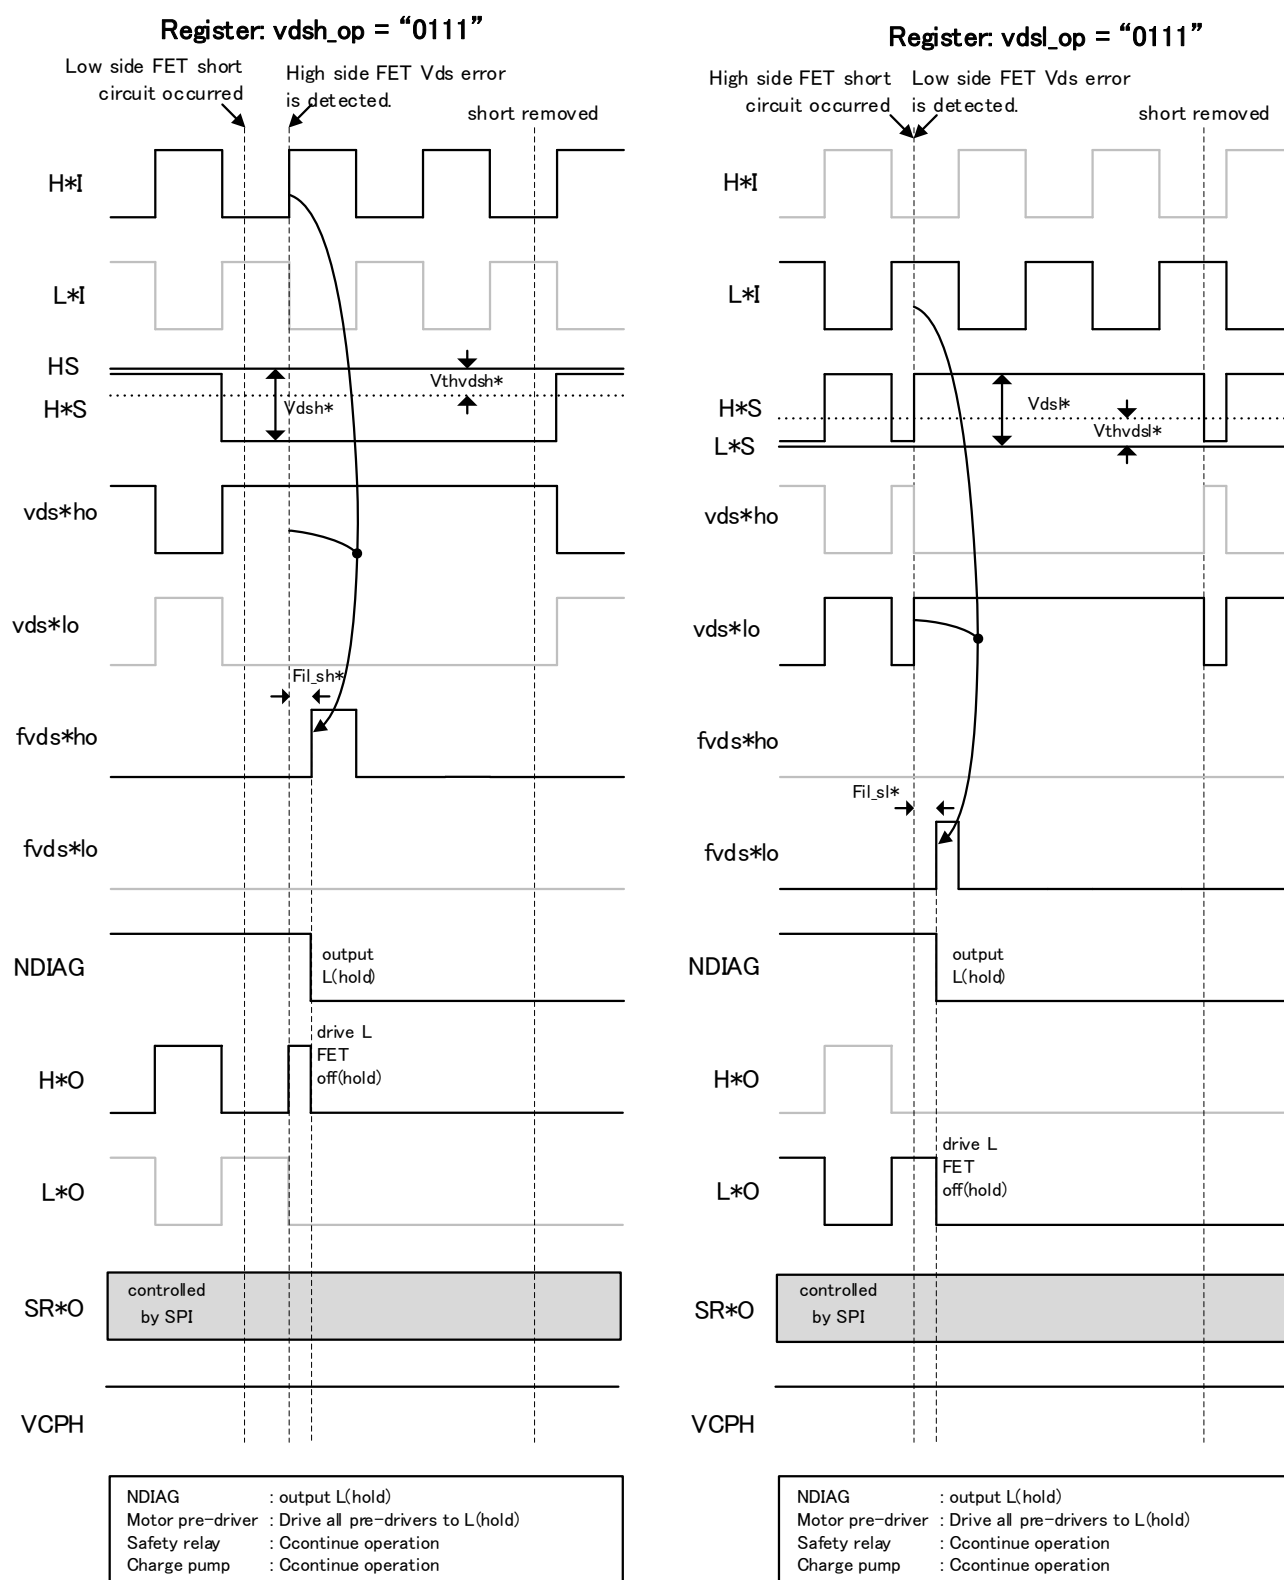 Register: vdsh_op = “0111”
Low side FET short
circuit occurred
High side FET Vds error
is detected.
short removed
H*I
L*I
HS
Vthvdsh*
H*S
Vdsh*
vds*ho
vds*lo
Fil_sh*
fvds*ho
fvds*lo
NDIAG
output
L(hold)
drive L
FET
off(hold)
H*O
L*O
SR*O
controlled
by SPI
VCPH
NDIAG : output L(hold)
Motor pre-driver : Drive all pre-drivers to L(hold)
Safety relay : Ccontinue operation
Charge pump : Ccontinue operation
Register: vdsl_op = “0111”
High side FET short
circuit occurred
Low side FET Vds error
is detected.
short removed
H*I
L*I
H*S
Vdsl*
Vthvdsl*
L*S
vds*ho
vds*lo
fvds*ho
Fil_sl*
fvds*lo
NDIAG
output
L(hold)
H*O
drive L
FET
off(hold)
L*O
SR*O
controlled
by SPI
VCPH
NDIAG : output L(hold)
Motor pre-driver : Drive all pre-drivers to L(hold)
Safety relay : Ccontinue operation
Charge pump : Ccontinue operation